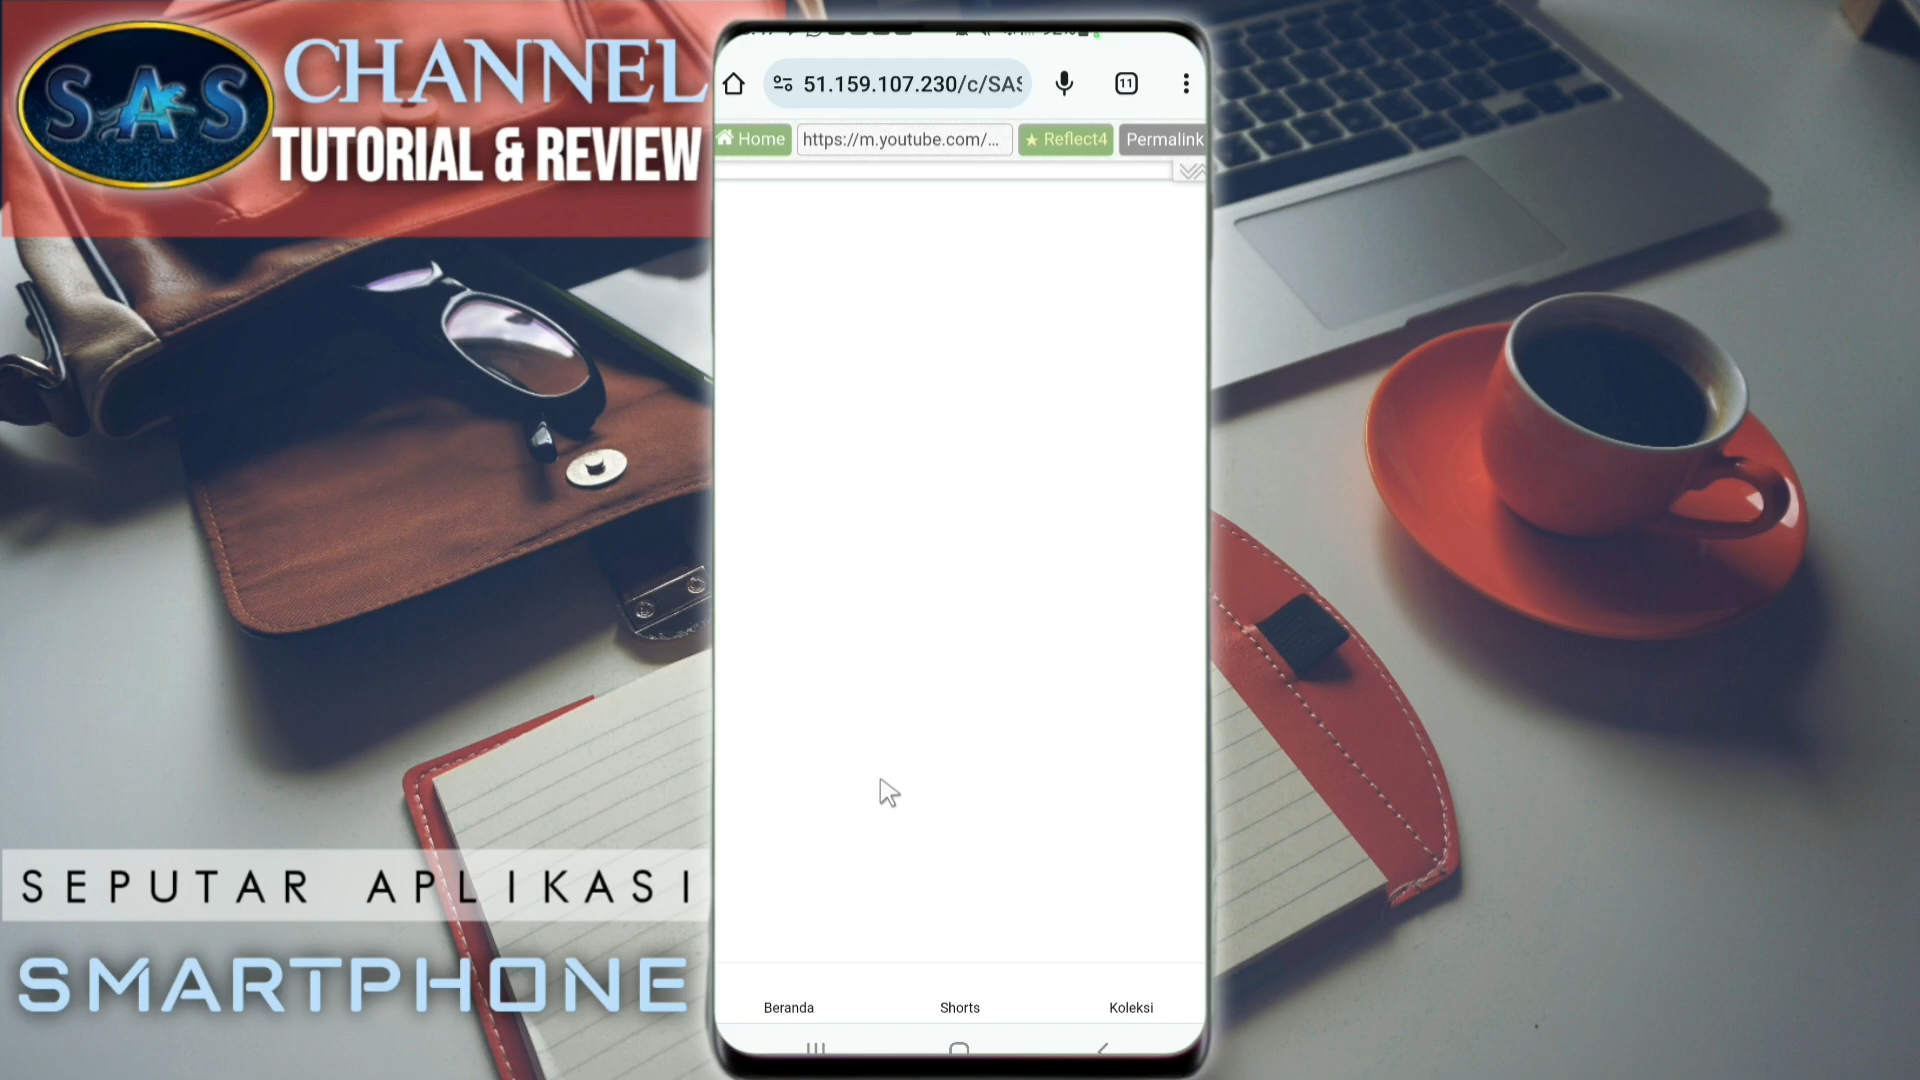 SAS
CHANNEL
TUTORIAL & REVIEW
51.159.107.230/c/SAS
11
Home
https://m.youtube.com/...
Reflect4
Permalink
Beranda
Shorts
Koleksi
SEPUTAR APLIKASI
SMARTPHONE